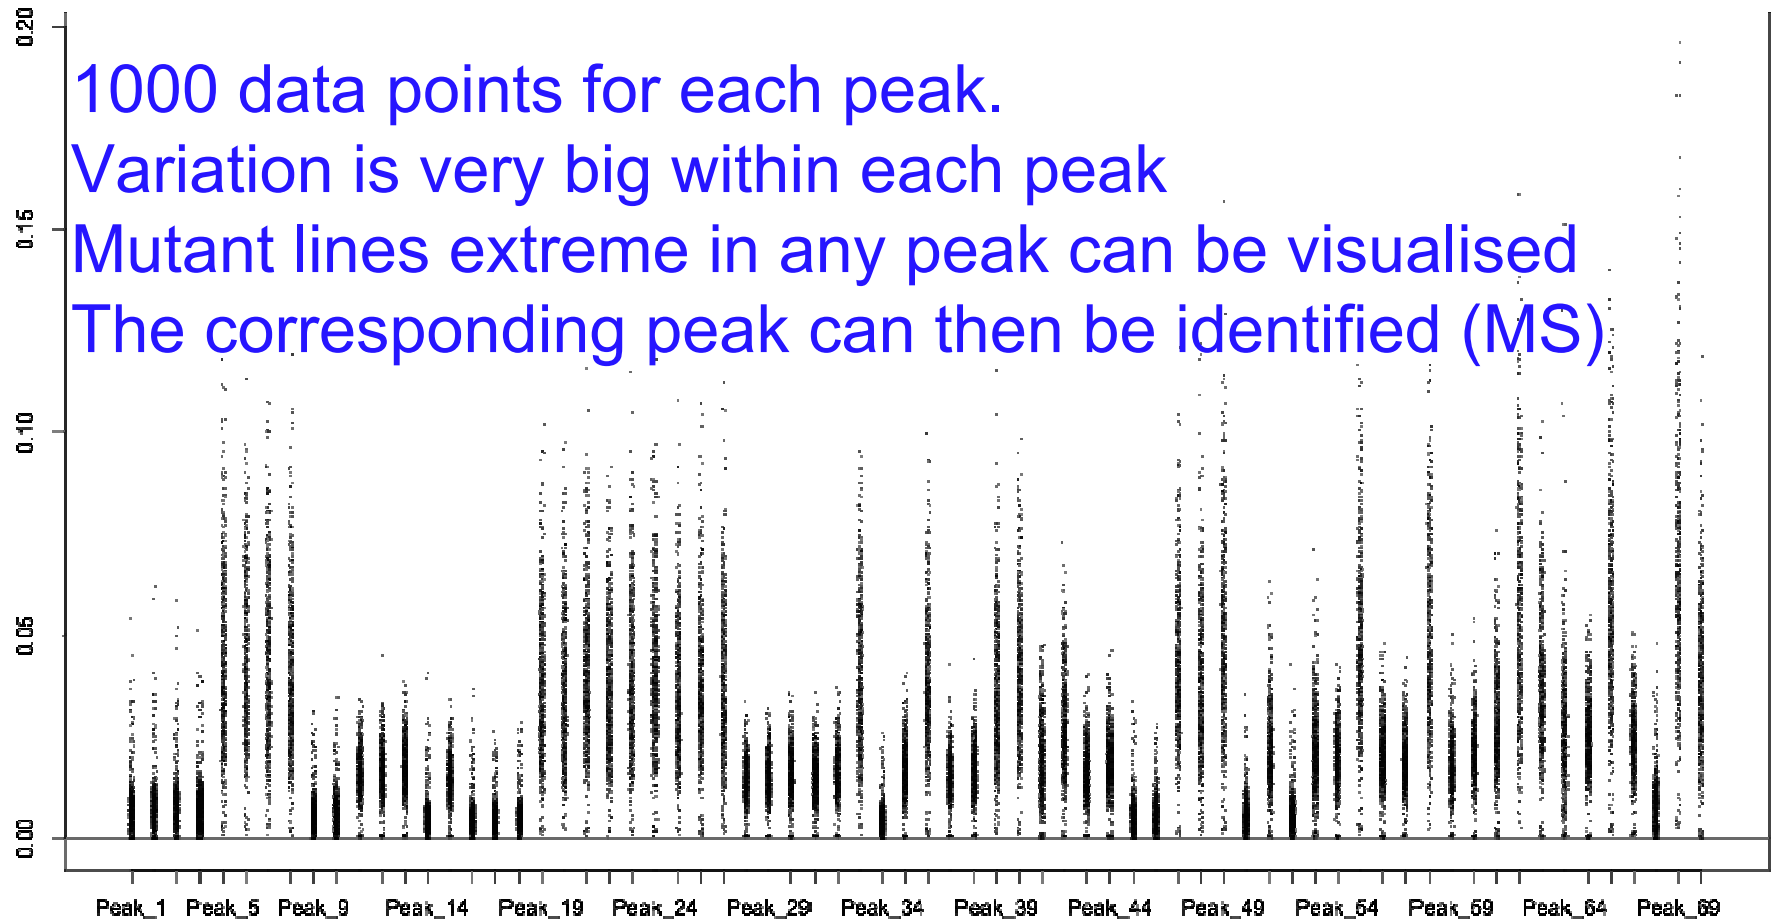 0.20
1000 data points for each peak.
Variation is very big within each peak
0.15
Mutant lines extreme in any peak can be visualised
The corresponding peak can then be identified (MS)
0.10
0.05
0.00
Peak_1 Peak_5 Peak_9 Peak_14 Peak_19 Peak_24 Peak_29 Peak_34 Peak_39 Peak_44 Peak_49 Peak_54 Peak_59 Peak_64 Peak_69